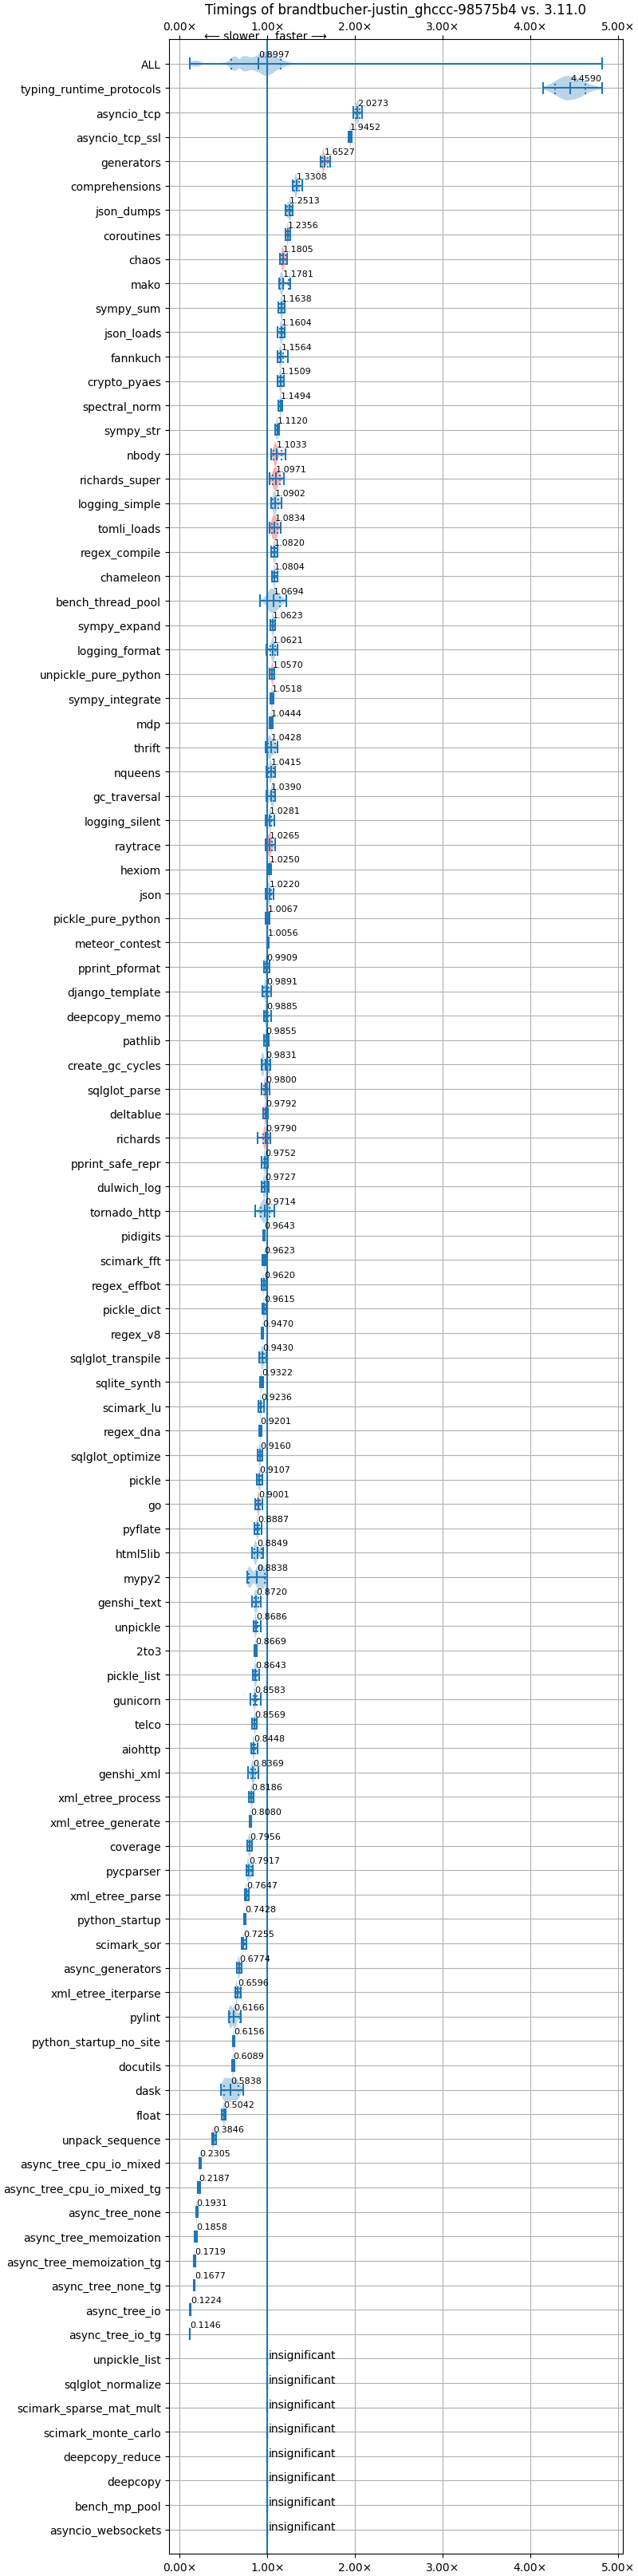 Timings of brandtbucher-justin_ghccc-98575b4 vs. 3.11.0
0.00× 1.00× 2.00× 3.00× 4.00× 5.00×
⟵ slower faster ⟶
ALL 0.8997
typing_runtime_protocols 4.4590
asyncio_tcp 2.0273
asyncio_tcp_ssl 1.9452
generators 1.6527
comprehensions 1.3308
json_dumps 1.2513
coroutines 1.2356
chaos 1.1805
mako 1.1781
sympy_sum 1.1638
json_loads 1.1604
fannkuch 1.1564
crypto_pyaes 1.1509
spectral_norm 1.1494
sympy_str 1.1120
nbody 1.1033
richards_super 1.0971
logging_simple 1.0902
tomli_loads 1.0834
regex_compile 1.0820
chameleon 1.0804
bench_thread_pool 1.0694
sympy_expand 1.0623
logging_format 1.0621
unpickle_pure_python 1.0570
sympy_integrate 1.0518
mdp 1.0444
thrift 1.0428
nqueens 1.0415
gc_traversal 1.0390
logging_silent 1.0281
raytrace 1.0265
hexiom 1.0250
json 1.0220
pickle_pure_python 1.0067
meteor_contest 1.0056
pprint_pformat 0.9909
django_template 0.9891
deepcopy_memo 0.9885
pathlib 0.9855
create_gc_cycles 0.9831
sqlglot_parse 0.9800
deltablue 0.9792
richards 0.9790
pprint_safe_repr 0.9752
dulwich_log 0.9727
tornado_http 0.9714
pidigits 0.9643
scimark_fft 0.9623
regex_effbot 0.9620
pickle_dict 0.9615
regex_v8 0.9470
sqlglot_transpile 0.9430
sqlite_synth 0.9322
scimark_lu 0.9236
regex_dna 0.9201
sqlglot_optimize 0.9160
pickle 0.9107
go 0.9001
pyflate 0.8887
html5lib 0.8849
mypy2 0.8838
genshi_text 0.8720
unpickle 0.8686
2to3 0.8669
pickle_list 0.8643
gunicorn 0.8583
telco 0.8569
aiohttp 0.8448
genshi_xml 0.8369
xml_etree_process 0.8186
xml_etree_generate 0.8080
coverage 0.7956
pycparser 0.7917
xml_etree_parse 0.7647
python_startup 0.7428
scimark_sor 0.7255
async_generators 0.6774
xml_etree_iterparse 0.6596
pylint 0.6166
python_startup_no_site 0.6156
docutils 0.6089
dask 0.5838
float 0.5042
unpack_sequence 0.3846
async_tree_cpu_io_mixed 0.2305
async_tree_cpu_io_mixed_tg 0.2187
async_tree_none 0.1931
async_tree_memoization 0.1858
async_tree_memoization_tg 0.1719
async_tree_none_tg 0.1677
async_tree_io 0.1224
async_tree_io_tg 0.1146
unpickle_list insignificant
sqlglot_normalize insignificant
scimark_sparse_mat_mult insignificant
scimark_monte_carlo insignificant
deepcopy_reduce insignificant
deepcopy insignificant
bench_mp_pool insignificant
asyncio_websockets insignificant
0.00× 1.00× 2.00× 3.00× 4.00× 5.00×